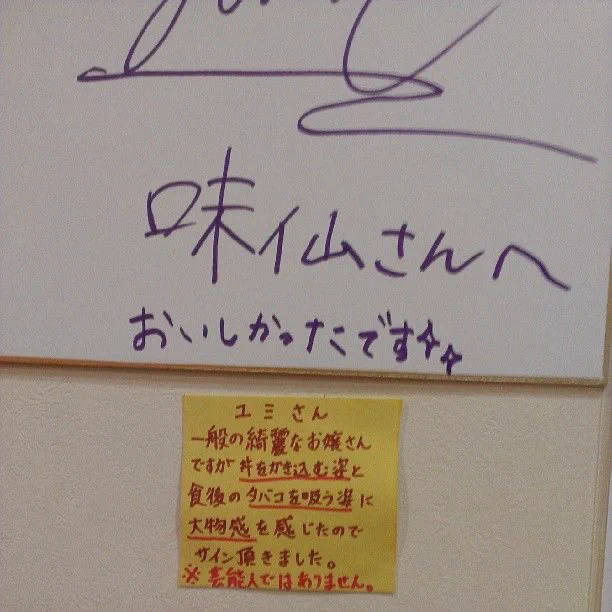 味仙さんへ
おいしかったです
ユミさん
一般の綺麗なお嬢さん
ですが丼をかき込む姿と
食後のタバコを吸う姿に
大物感を感じたので
サイン頂きました。
※芸能人ではありません。